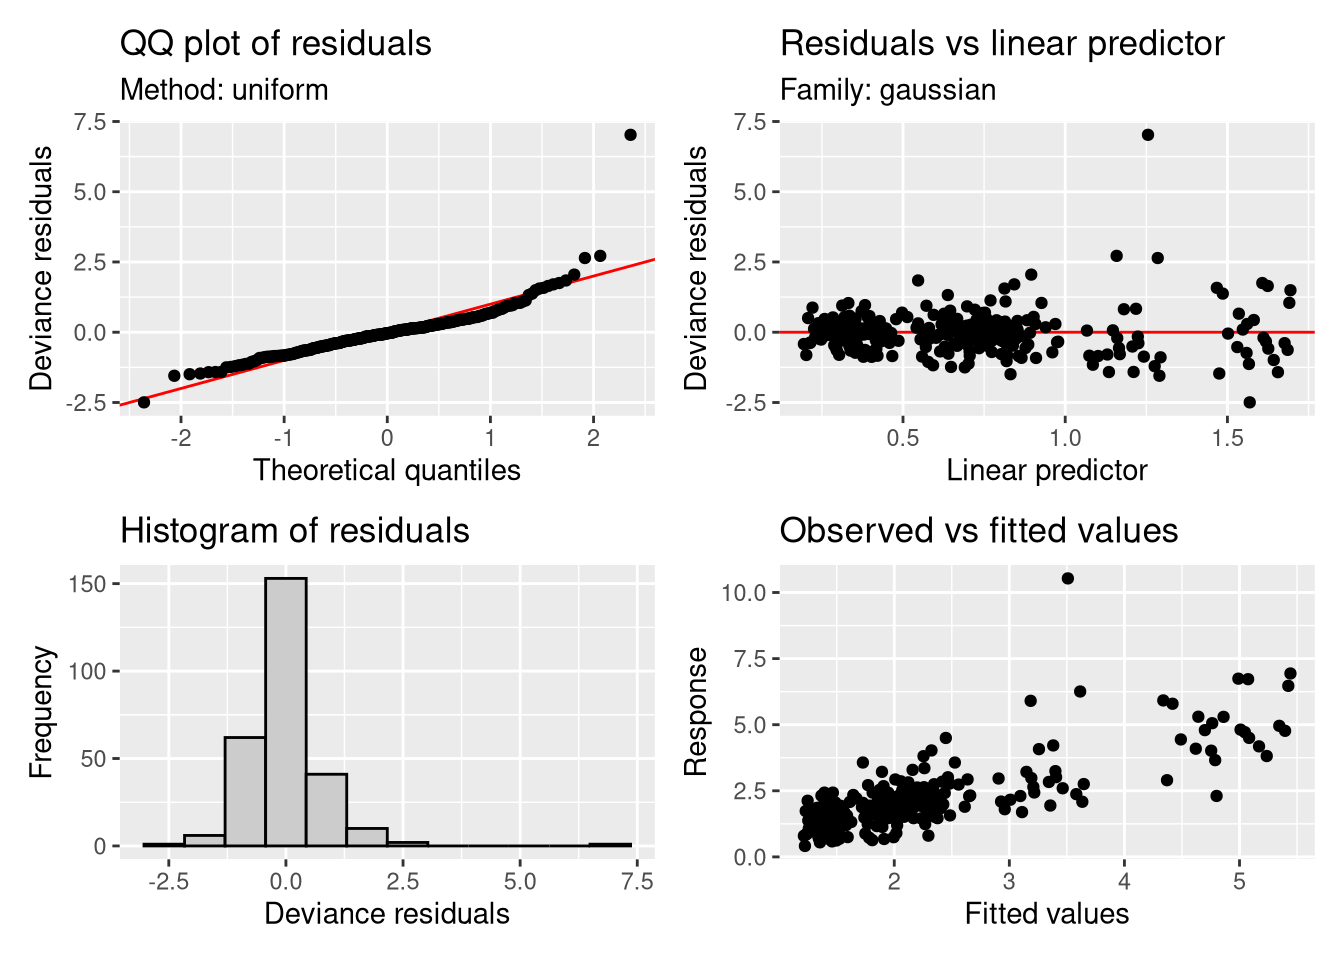 QQ plot of residuals
Method: uniform
Deviance residuals
7.5
5.0
2.5
0.0
-2.5
-2 -1 0 1 2
Theoretical quantiles
Residuals vs linear predictor
Family: gaussian
Deviance residuals
7.5
5.0
2.5
0.0
-2.5
0.5 1.0 1.5
Linear predictor
Histogram of residuals
Frequency
150
100
50
0
-2.5 0.0 2.5 5.0 7.5
Deviance residuals
Observed vs fitted values
Response
10.0
7.5
5.0
2.5
0.0
2 3 4 5
Fitted values